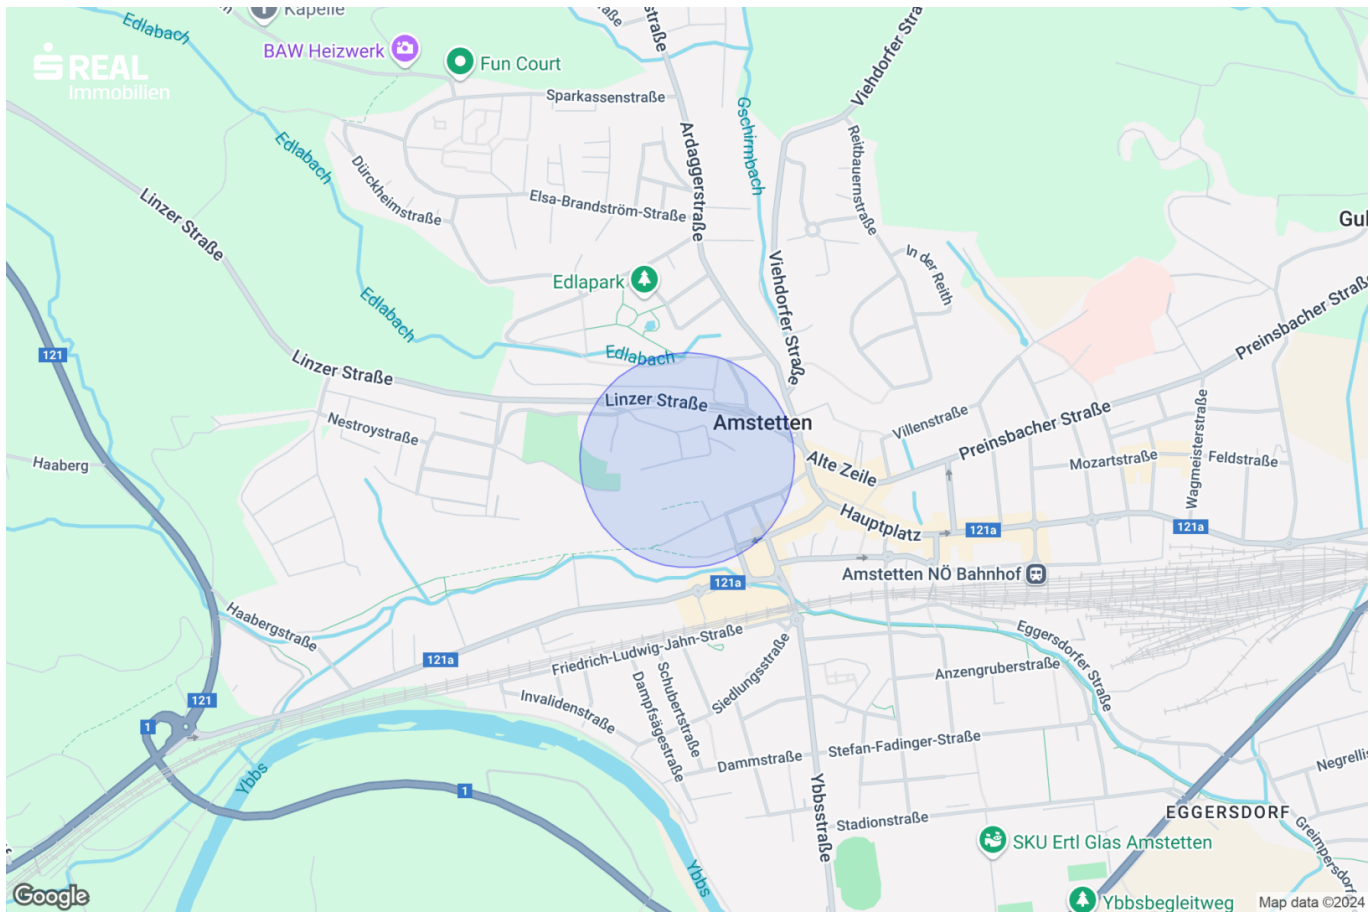 Kapelle
Edlabach
BAW Heizwerk
Fun Court
REAL
Immobilien
Sparkassenstraße
Viehdorfer Straße
Gschirmbach
Ardaggerstraße
Reitbauernstraße
Edlabach
Dürckheimstraße
Elsa-Brandström-Straße
Linzer Straße
In der Reith
Edlapark
Viehdorfer Straße
Edlabach
Preinsbacher Straße
121
Edlabach
Linzer Straße
Linzer Straße
Amstetten
Nestroystraße
Villenstraße
Preinsbacher Straße
Wagmeisterstraße
Haaberg
Alte Zeile
Mozartstraße
Feldstraße
Hauptplatz
121a
121a
Amstetten NÖ Bahnhof
121a
Haabergstraße
Friedrich-Ludwig-Jahn-Straße
Eggersdorfer Straße
121a
Schubertstraße
Siedlungsstraße
Anzengruberstraße
Dampfsägestraße
Invalidenstraße
121
1
Dammstraße
Stefan-Fadinger-Straße
Ybbs
1
Ybbsstraße
EGGERSDORF
Stadionstraße
SKU Ertl Glas Amstetten
Ybbs
Google
Ybbsbegleitweg
Map data ©2024